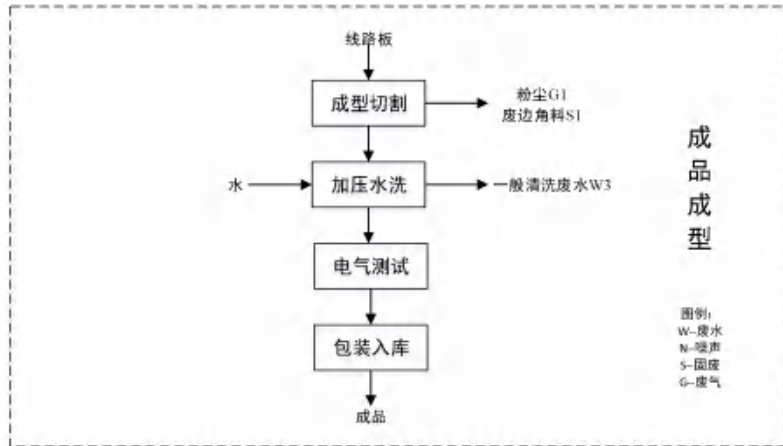 线路板
成型切割
粉尘G1
废边角料S1
水
加压水洗
一般清洗废水W3
电气测试
包装入库
成品
成品成型
图例:
W-废水
N-噪声
S-固废
G-废气